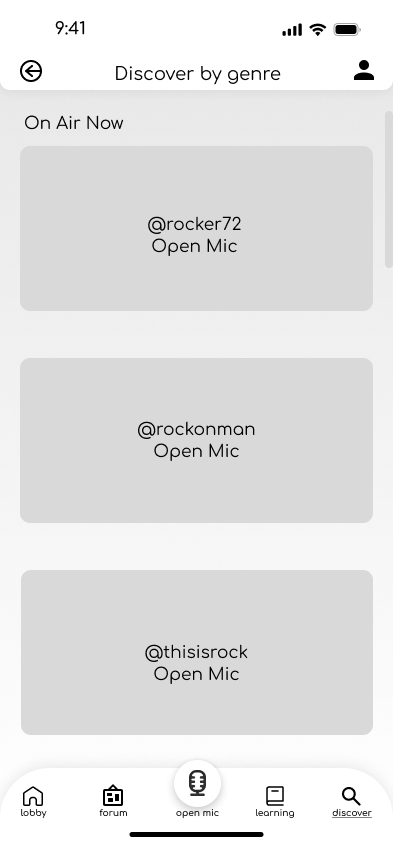 9:41
Discover by genre
On Air Now
@rocker72
Open Mic
@rockonman
Open Mic
@thisisrock
Open Mic
lobby
forum
open mic
learning
discover